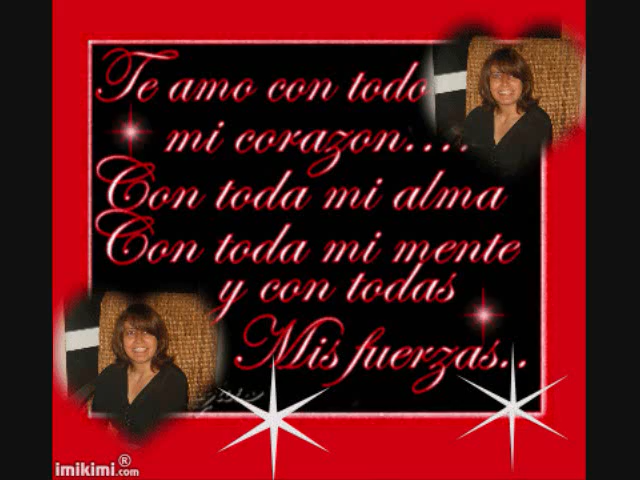 Te amo con todo
mi corazon....
Con toda mi alma
Con toda mi mente
y con todas
Mis fuerzas..
imikimi®.com